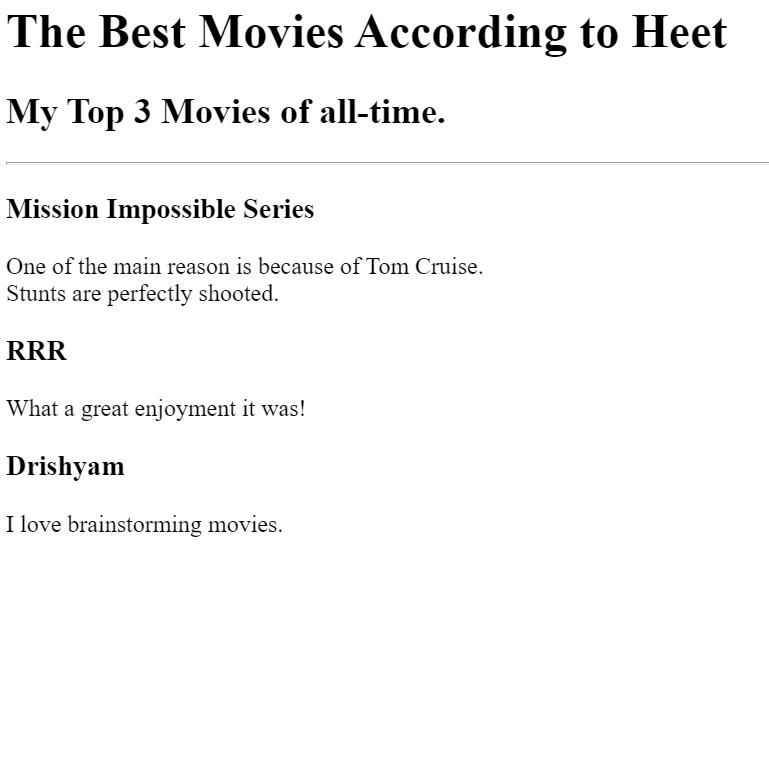 The Best Movies According to Heet
My Top 3 Movies of all-time.
Mission Impossible Series
One of the main reason is because of Tom Cruise.
Stunts are perfectly shooted.
RRR
What a great enjoyment it was!
Drishyam
I love brainstorming movies.